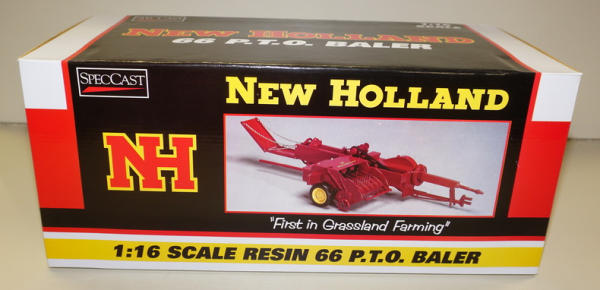 NEW HOLLAND
66 P.T.O. BALER
SPECCAST
NEW HOLLAND
NH
"First in Grassland Farming"
1:16 SCALE RESIN 66 P.T.O. BALER